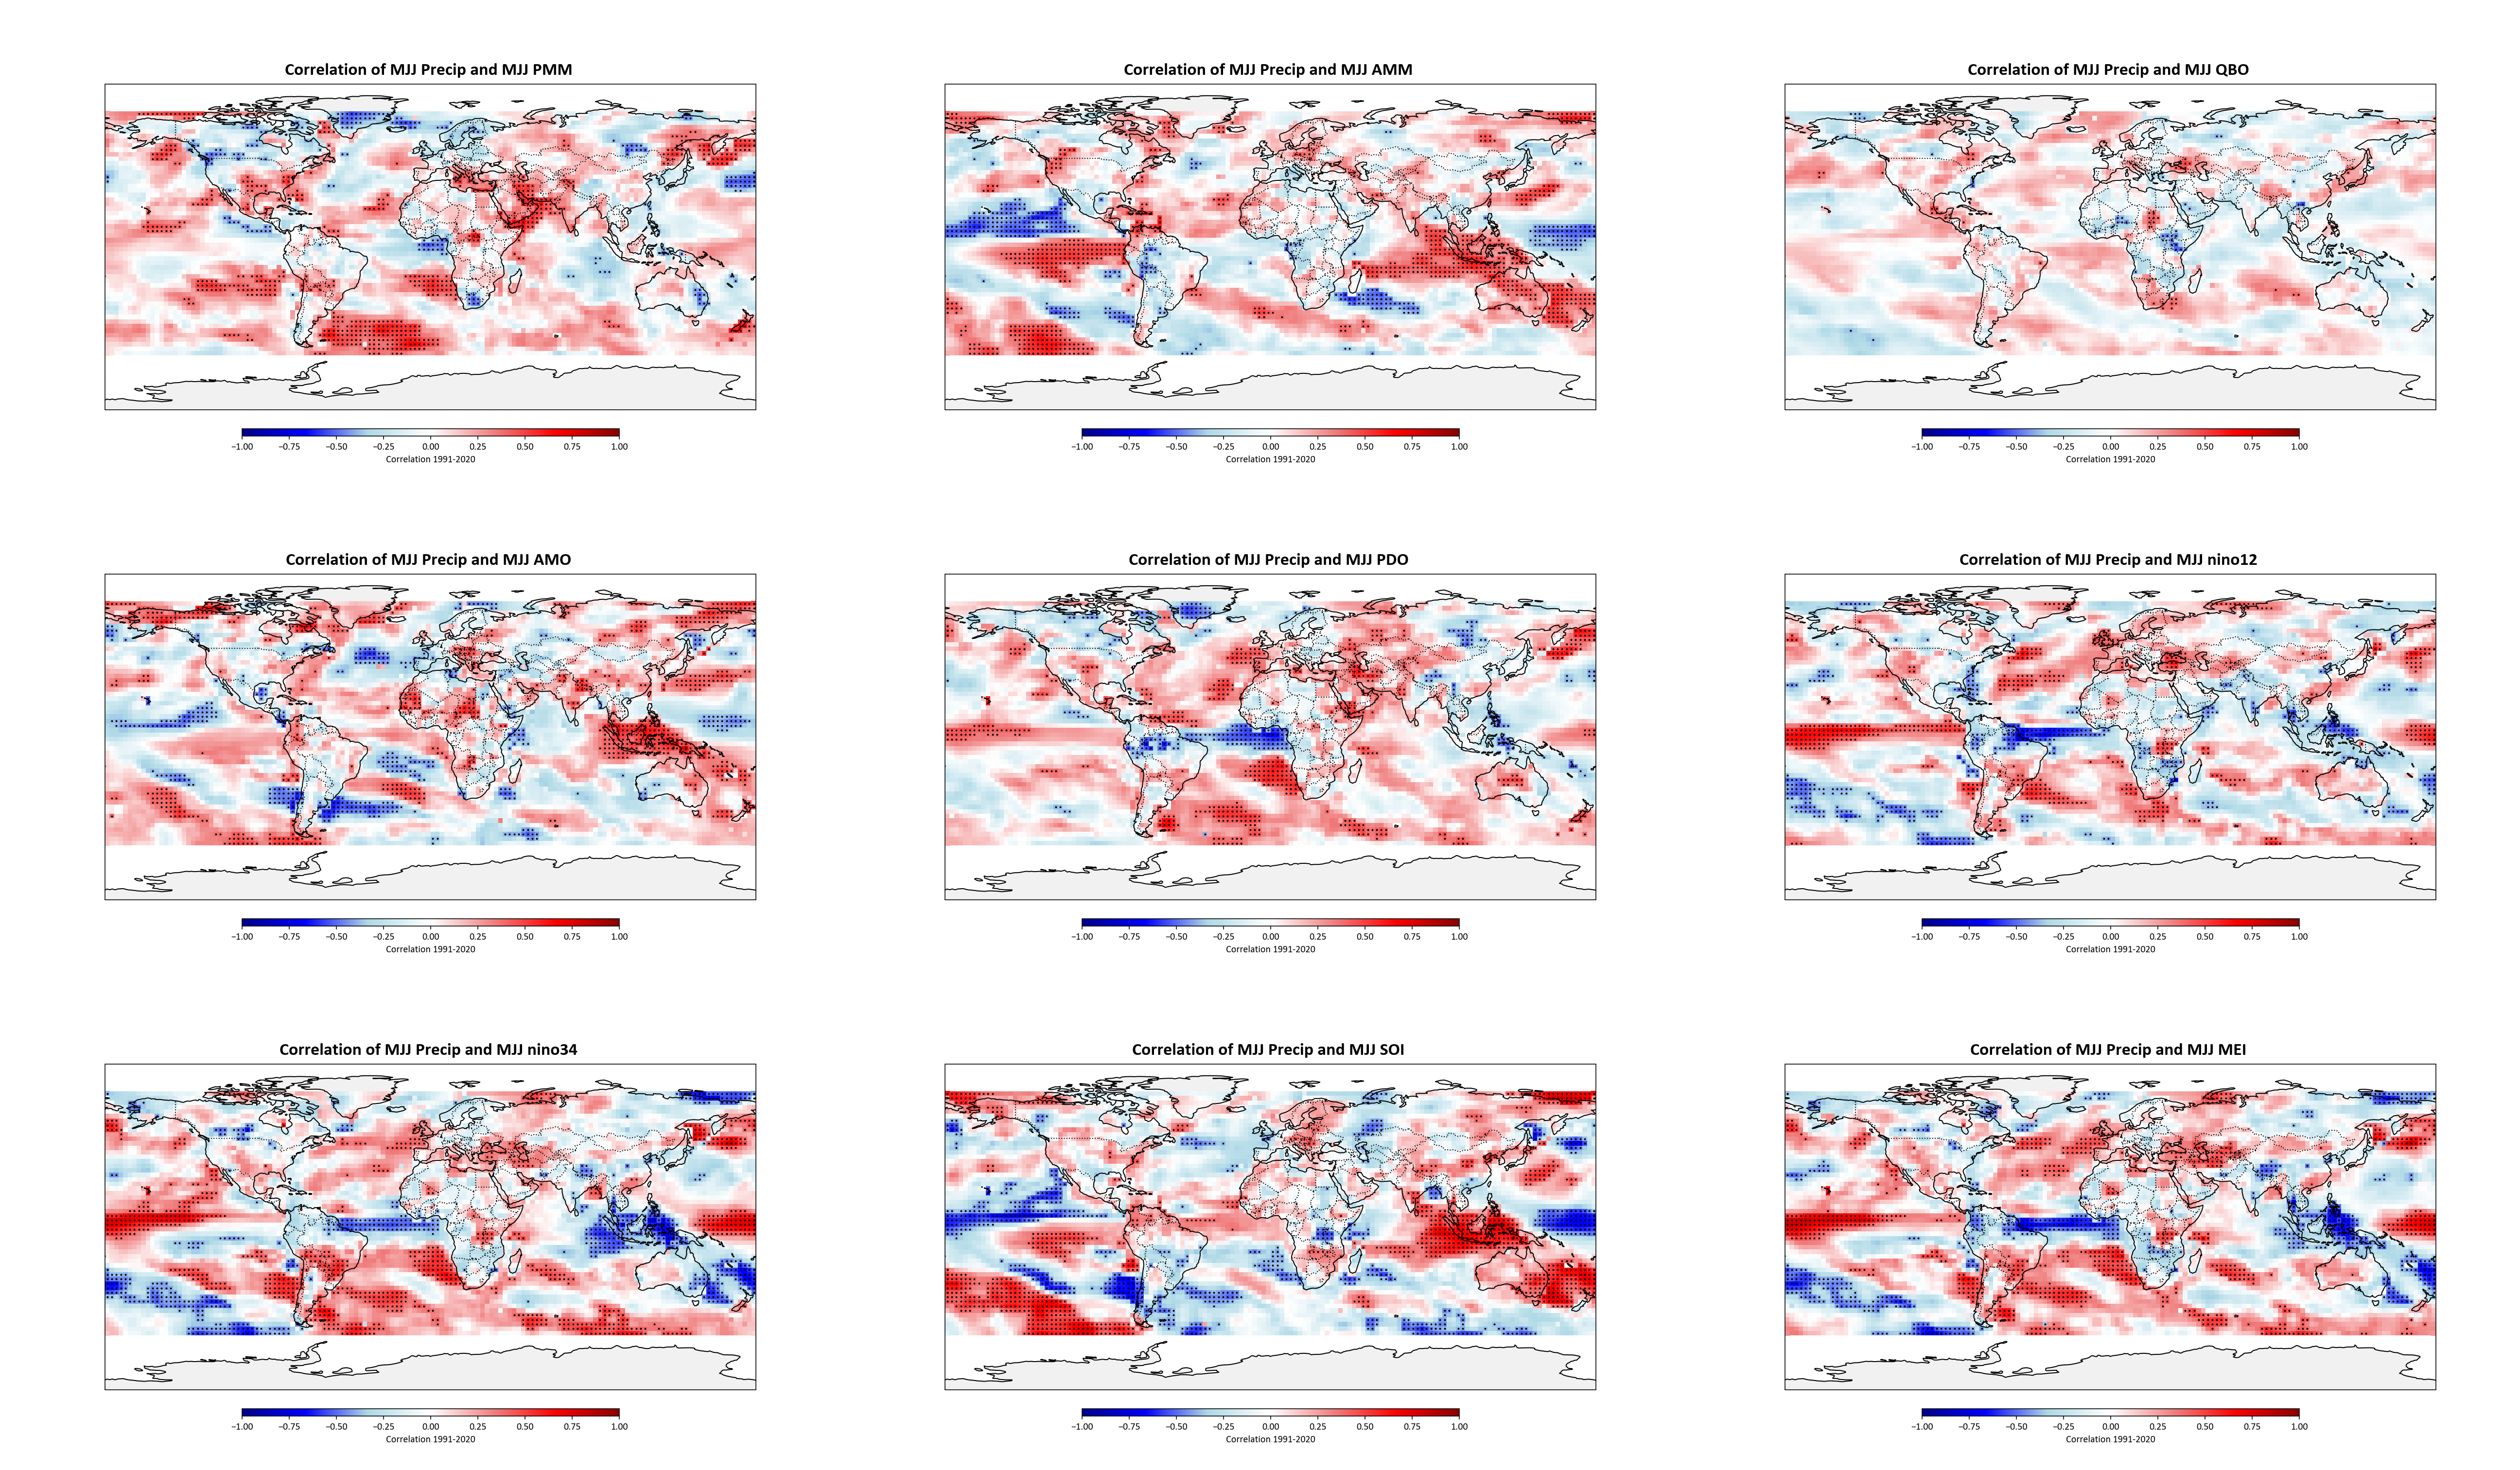 Correlation of MJJ Precip and MJJ PMM
Correlation of MJJ Precip and MJJ AMM
Correlation of MJJ Precip and MJJ QBO
−1.00 −0.75 −0.50 −0.25 0.00 0.25 0.50 0.75 1.00
Correlation 1991-2020
−1.00 −0.75 −0.50 −0.25 0.00 0.25 0.50 0.75 1.00
Correlation 1991-2020
−1.00 −0.75 −0.50 −0.25 0.00 0.25 0.50 0.75 1.00
Correlation 1991-2020
Correlation of MJJ Precip and MJJ AMO
Correlation of MJJ Precip and MJJ PDO
Correlation of MJJ Precip and MJJ nino12
−1.00 −0.75 −0.50 −0.25 0.00 0.25 0.50 0.75 1.00
Correlation 1991-2020
−1.00 −0.75 −0.50 −0.25 0.00 0.25 0.50 0.75 1.00
Correlation 1991-2020
−1.00 −0.75 −0.50 −0.25 0.00 0.25 0.50 0.75 1.00
Correlation 1991-2020
Correlation of MJJ Precip and MJJ nino34
Correlation of MJJ Precip and MJJ SOI
Correlation of MJJ Precip and MJJ MEI
−1.00 −0.75 −0.50 −0.25 0.00 0.25 0.50 0.75 1.00
Correlation 1991-2020
−1.00 −0.75 −0.50 −0.25 0.00 0.25 0.50 0.75 1.00
Correlation 1991-2020
−1.00 −0.75 −0.50 −0.25 0.00 0.25 0.50 0.75 1.00
Correlation 1991-2020